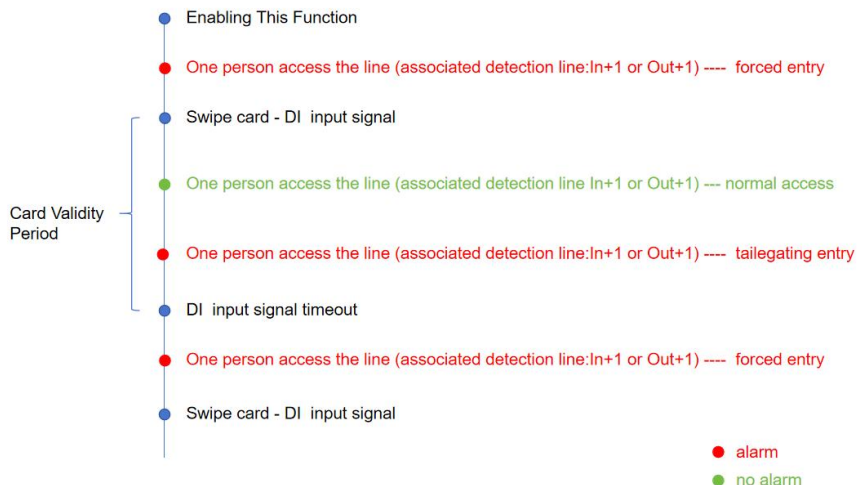 Enabling This Function
One person access the line (associated detection line:In+1 or Out+1) ---- forced entry
Swipe card - DI input signal
One person access the line (associated detection line In+1 or Out+1) --- normal access
Card Validity
Period
One person access the line (associated detection line:In+1 or Out+1) ---- tailegating entry
DI input signal timeout
One person access the line (associated detection line:In+1 or Out+1) ---- forced entry
Swipe card - DI input signal
alarm
no alarm